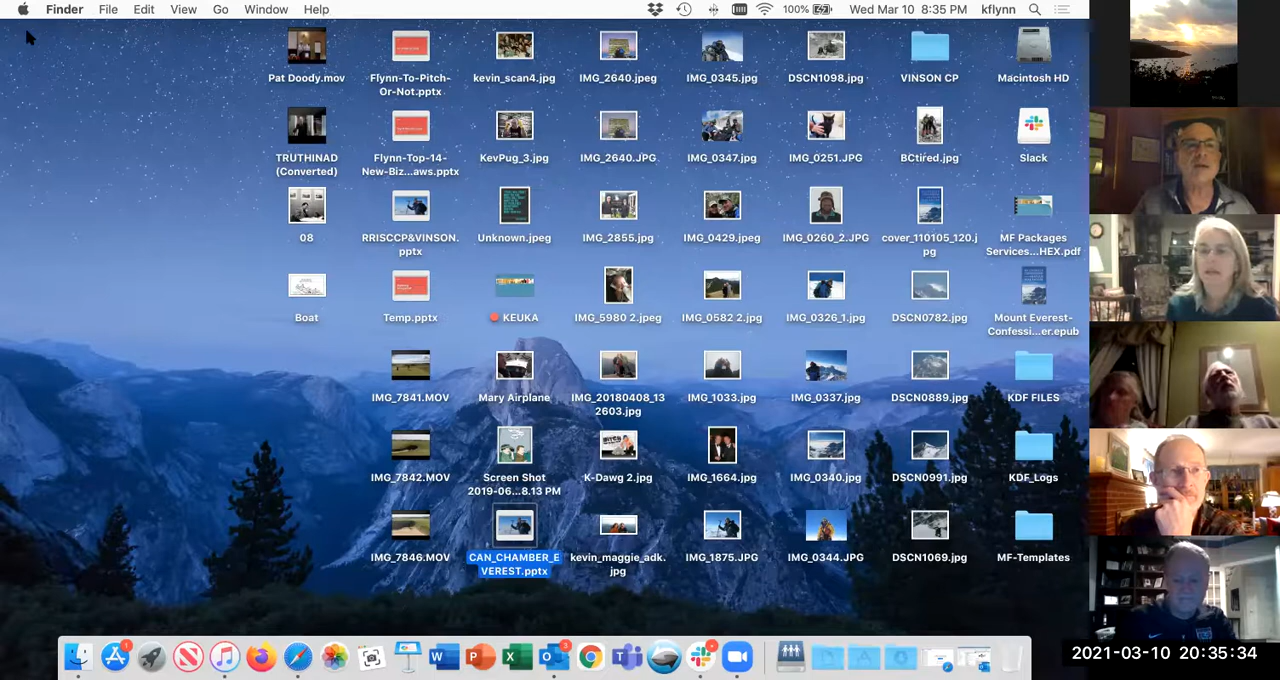 Finder File Edit View Go Window Help 100% Wed Mar 10 8:35 PM kflynn
Pat Doody.mov
Flynn-To-Pitch-
Or-Not.pptx
kevin_scan4.jpg
IMG_2640.jpeg
IMG_0345.jpg
DSCN1098.jpg
VINSON CP
Macintosh HD
TRUTHINAD
(Converted)
Flynn-Top-14-
New-Biz...aws.pptx
KevPug_3.jpg
IMG_2640.JPG
IMG_0347.jpg
IMG_0251.JPG
BCtired.jpg
Slack
08
RRISCCP&VINSON.
pptx
Unknown.jpeg
IMG_2855.jpg
IMG_0429.jpeg
IMG_0260_2.JPG
cover_110105_120.j
pg
MF Packages
Services...HEX.pdf
Boat
Temp.pptx
KEUKA
IMG_5980 2.jpeg
IMG_0582 2.jpg
IMG_0326_1.jpg
DSCN0782.jpg
Mount Everest-
Confessi...er.epub
IMG_7841.MOV
Mary Airplane
IMG_20180408_13
2603.jpg
IMG_1033.jpg
IMG_0337.jpg
DSCN0889.jpg
KDF FILES
IMG_7842.MOV
Screen Shot
2019-06...8.13 PM
K-Dawg 2.jpg
IMG_1664.jpg
IMG_0340.jpg
DSCN0991.jpg
KDF_Logs
IMG_7846.MOV
CAN_CHAMBER_E
VEREST.pptx
kevin_maggie_adk.
jpg
IMG_1875.JPG
IMG_0344.JPG
DSCN1069.jpg
MF-Templates
2021-03-10 20:35:34